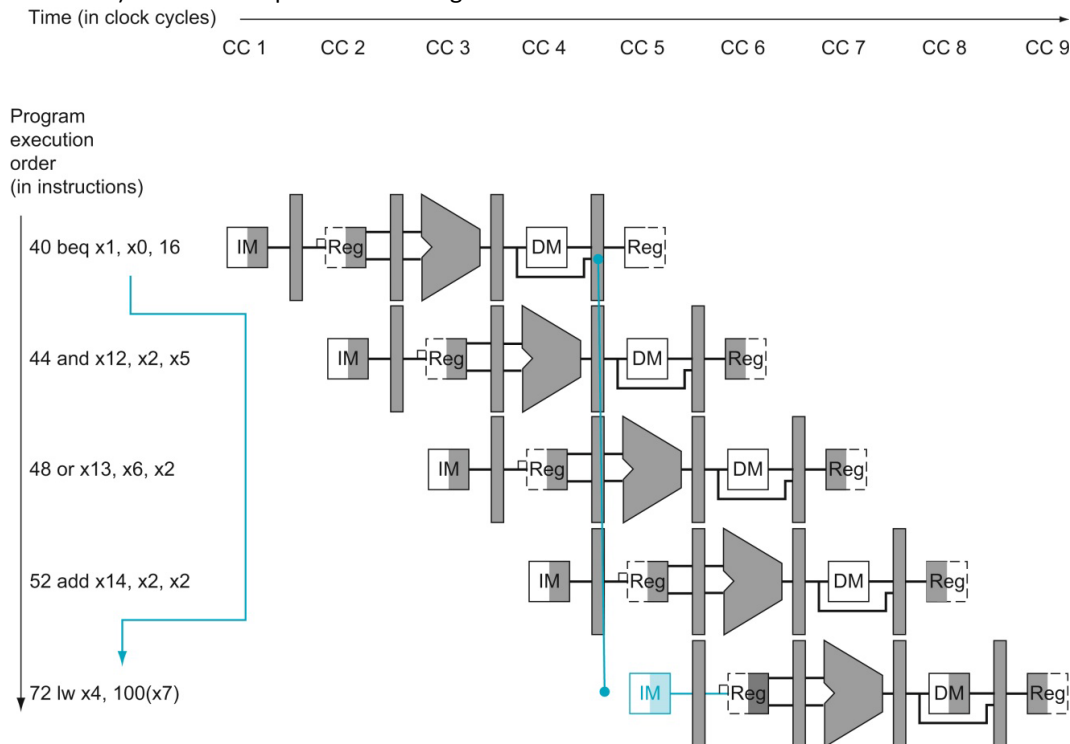 Time (in clock cycles)
CC 1 CC 2 CC 3 CC 4 CC 5 CC 6 CC 7 CC 8 CC 9
Program
execution
order
(in instructions)
40 beq x1, x0, 16 IM Reg DM Reg
44 and x12, x2, x5 IM Reg DM Reg
48 or x13, x6, x2 IM Reg DM Reg
52 add x14, x2, x2 IM Reg DM Reg
72 lw x4, 100(x7) IM Reg DM Reg